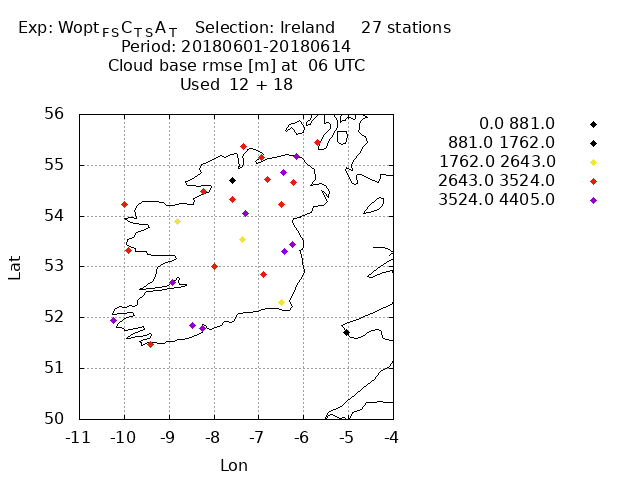 Exp: Wopt FS C T S A T Selection: Ireland 27 stations
Period: 20180601-20180614
Cloud base rmse [m] at 06 UTC
Used 12 + 18
0.0 881.0
881.0 1762.0
1762.0 2643.0
2643.0 3524.0
3524.0 4405.0
56
55
54
53
52
51
50
Lat
-11 -10 -9 -8 -7 -6 -5 -4
Lon